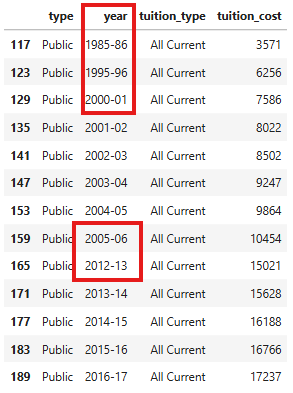 type year tuition_type tuition_cost
117 Public 1985-86 All Current 3571
123 Public 1995-96 All Current 6256
129 Public 2000-01 All Current 7586
135 Public 2001-02 All Current 8022
141 Public 2002-03 All Current 8502
147 Public 2003-04 All Current 9247
153 Public 2004-05 All Current 9864
159 Public 2005-06 All Current 10454
165 Public 2012-13 All Current 15021
171 Public 2013-14 All Current 15628
177 Public 2014-15 All Current 16188
183 Public 2015-16 All Current 16766
189 Public 2016-17 All Current 17237